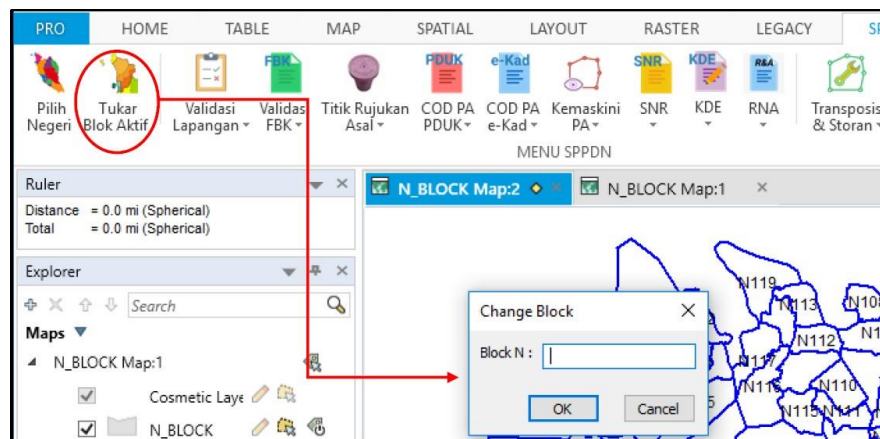 PRO HOME TABLE MAP SPATIAL LAYOUT RASTER LEGACY
FBK PDUK e-Kad SNR KDE R&A
Pilih Negeri
Tukar Blok Aktif
Validasi Lapangan
Validasi FBK
Titik Rujukan Asal
COD PA PDUK
COD PA e-Kad
Kemaskini PA
SNR
KDE
RNA
Transposisi & Storan
MENU SPPDN
Ruler
Distance = 0.0 mi (Spherical)
Total = 0.0 mi (Spherical)
Explorer
Search
Maps
N_BLOCK Map:1
Cosmetic Laye
N_BLOCK
N_BLOCK Map:2
N_BLOCK Map:1
N119
N113
N108
N112
N117
N116
N110
N115
N111
Change Block
Block N :
OK
Cancel